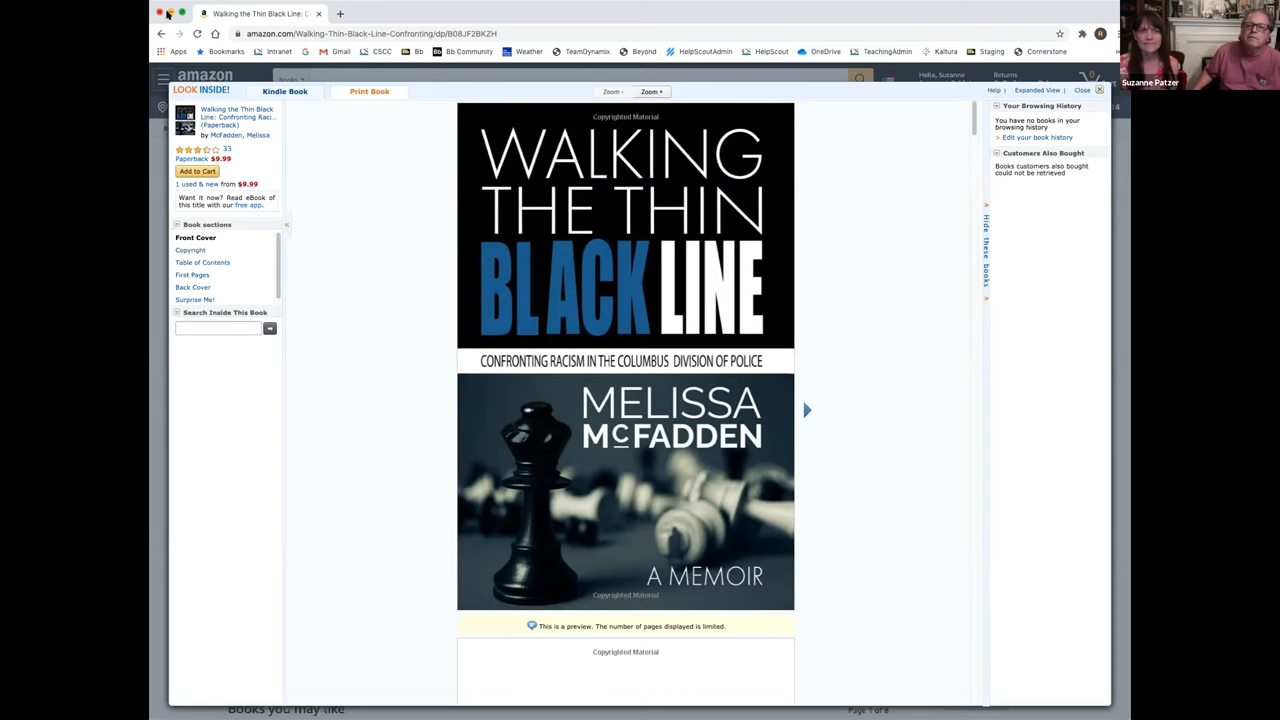 Walking the Thin Black Line: C
amazon.com/Walking-Thin-Black-Line-Confronting/dp/B08JF2BKZH
Apps Bookmarks Intranet Gmail CSCC Bb Bb Community Weather TeamDynamix Beyond HelpScoutAdmin HelpScout OneDrive TeachingAdmin Kaltura Staging Cornerstone
R
Suzanne Patzer
amazon
Books
Hello, Suzanne
Returns
0
LOOK INSIDE!
Kindle Book
Print Book
Zoom -
Zoom +
Help | Expanded View | Close
Walking the Thin Black
Line: Confronting Raci...
(Paperback)
by McFadden, Melissa
33
Paperback $9.99
Add to Cart
1 used & new from $9.99
Want it now? Read eBook of
this title with our free app.
Book sections
Front Cover
Copyright
Table of Contents
First Pages
Back Cover
Surprise Me!
Search Inside This Book
Copyrighted Material
WALKING
THE THIN
BLACK LINE
CONFRONTING RACISM IN THE COLUMBUS DIVISION OF POLICE
MELISSA
MCFADDEN
A MEMOIR
Copyrighted Material
This is a preview. The number of pages displayed is limited.
Copyrighted Material
Hide these books
Your Browsing History
You have no books in your
browsing history
> Edit your book history
Customers Also Bought
Books customers also bought
could not be retrieved
14
Books you may like
Page 1 of 8